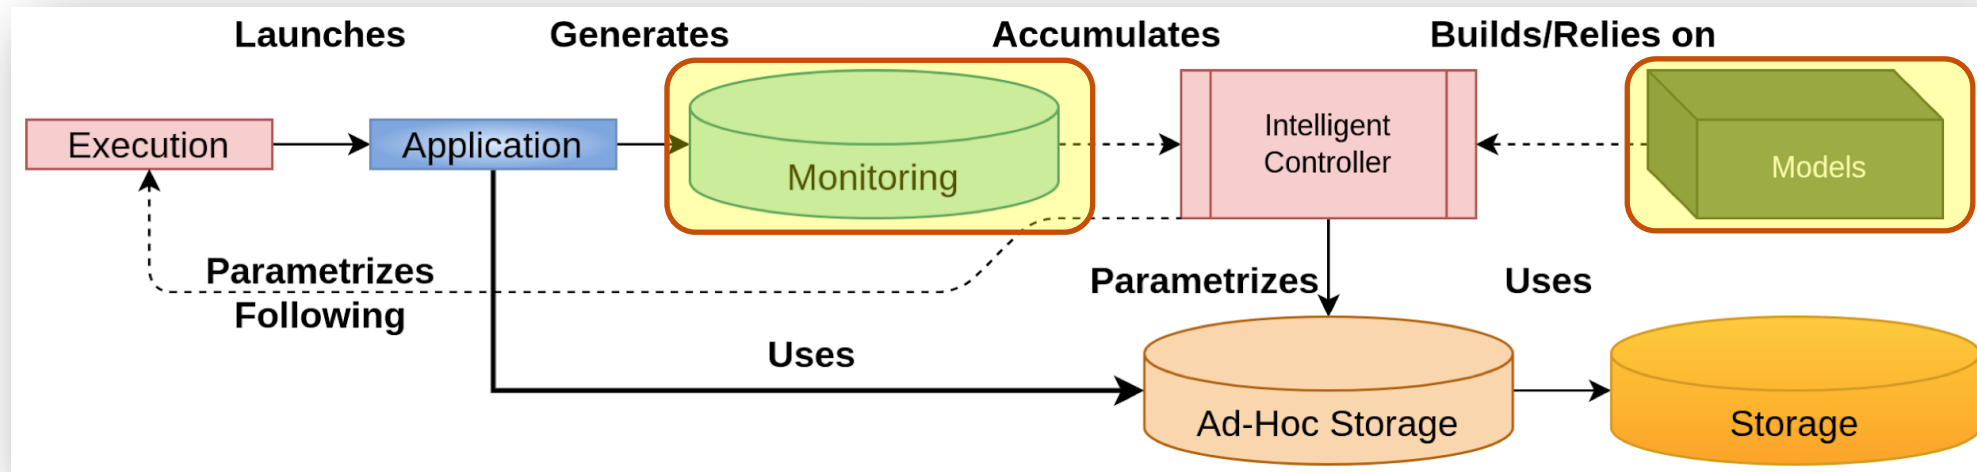 Launches
Generates
Accumulates
Builds/Relies on
Execution
Application
Monitoring
Intelligent
Controller
Models
Parametrizes
Following
Parametrizes
Uses
Uses
Ad-Hoc Storage
Storage